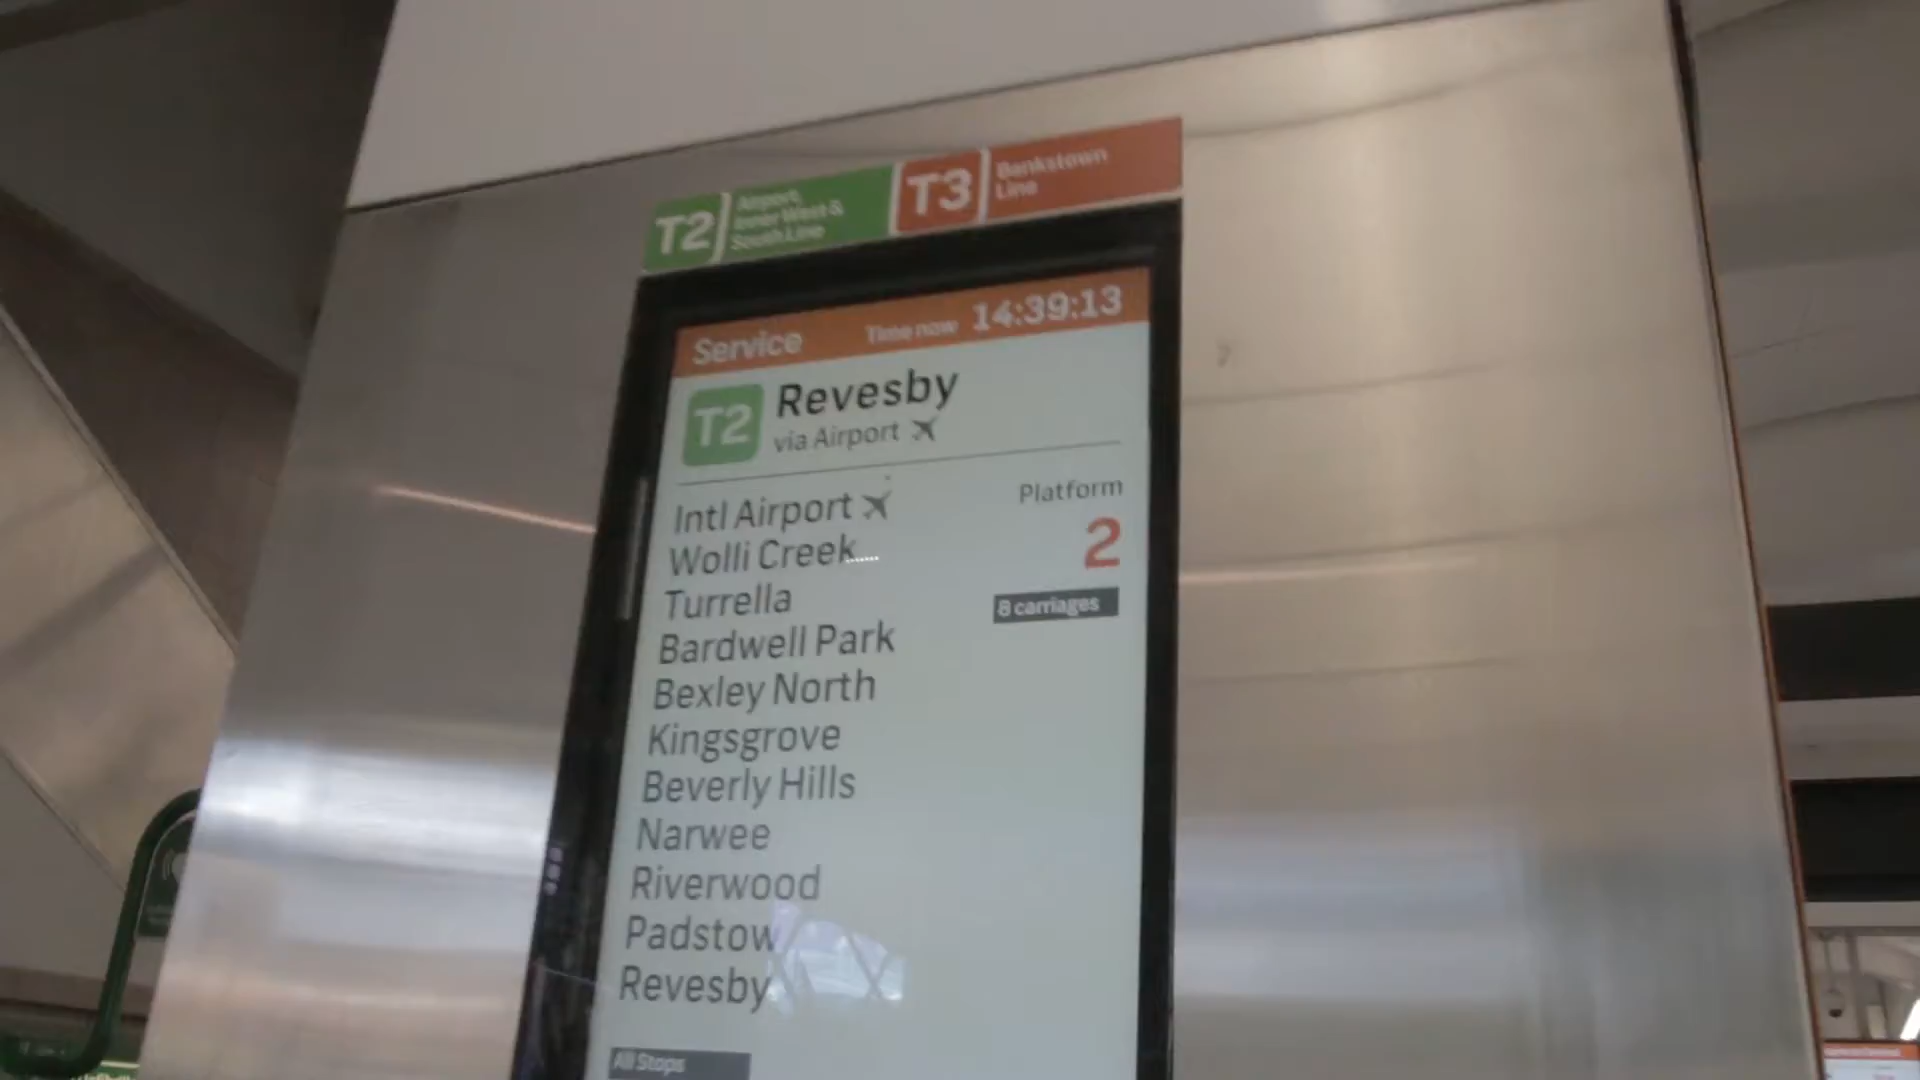 T2 Airport,
Inner West &
South Line
T3 Bankstown
Line
Service Time now 14:39:13
T2 Revesby
via Airport
Intl Airport
Platform
Wolli Creek
2
Turrella
8 carriages
Bardwell Park
Bexley North
Kingsgrove
Beverly Hills
Narwee
Riverwood
Padstow
Revesby
All Stops